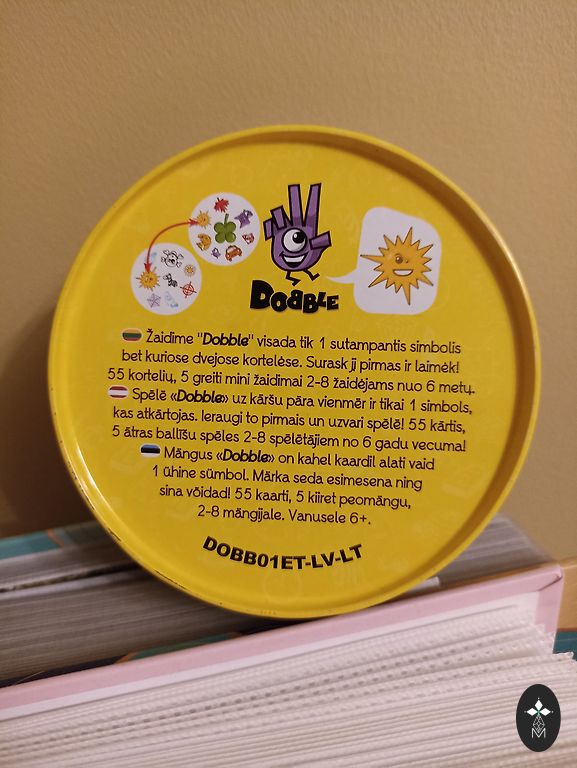 DOBBLE
Žaidime "Dobble" visada tik 1 sutampantis simbolis
bet kuriose dvejose kortelėse. Surask jį pirmas ir laimėk!
55 kortelių, 5 greiti mini žaidimai 2-8 žaidėjams nuo 6 metų.
Spēlē «Dobble» uz kāršu pāra vienmēr ir tikai 1 simbols,
kas atkārtojas. Ieraugi to pirmais un uzvari spēlē! 55 kārtis,
5 ātras ballīšu spēles 2-8 spēlētājiem no 6 gadu vecuma!
Mängus «Dobble» on kahel kaardil alati vaid
1 ühine sümbol. Märka seda esimesena ning
sina võidad! 55 kaarti, 5 kiiret peomängu,
2-8 mängijale. Vanusele 6+.
DOBB01ET-LV-LT
M